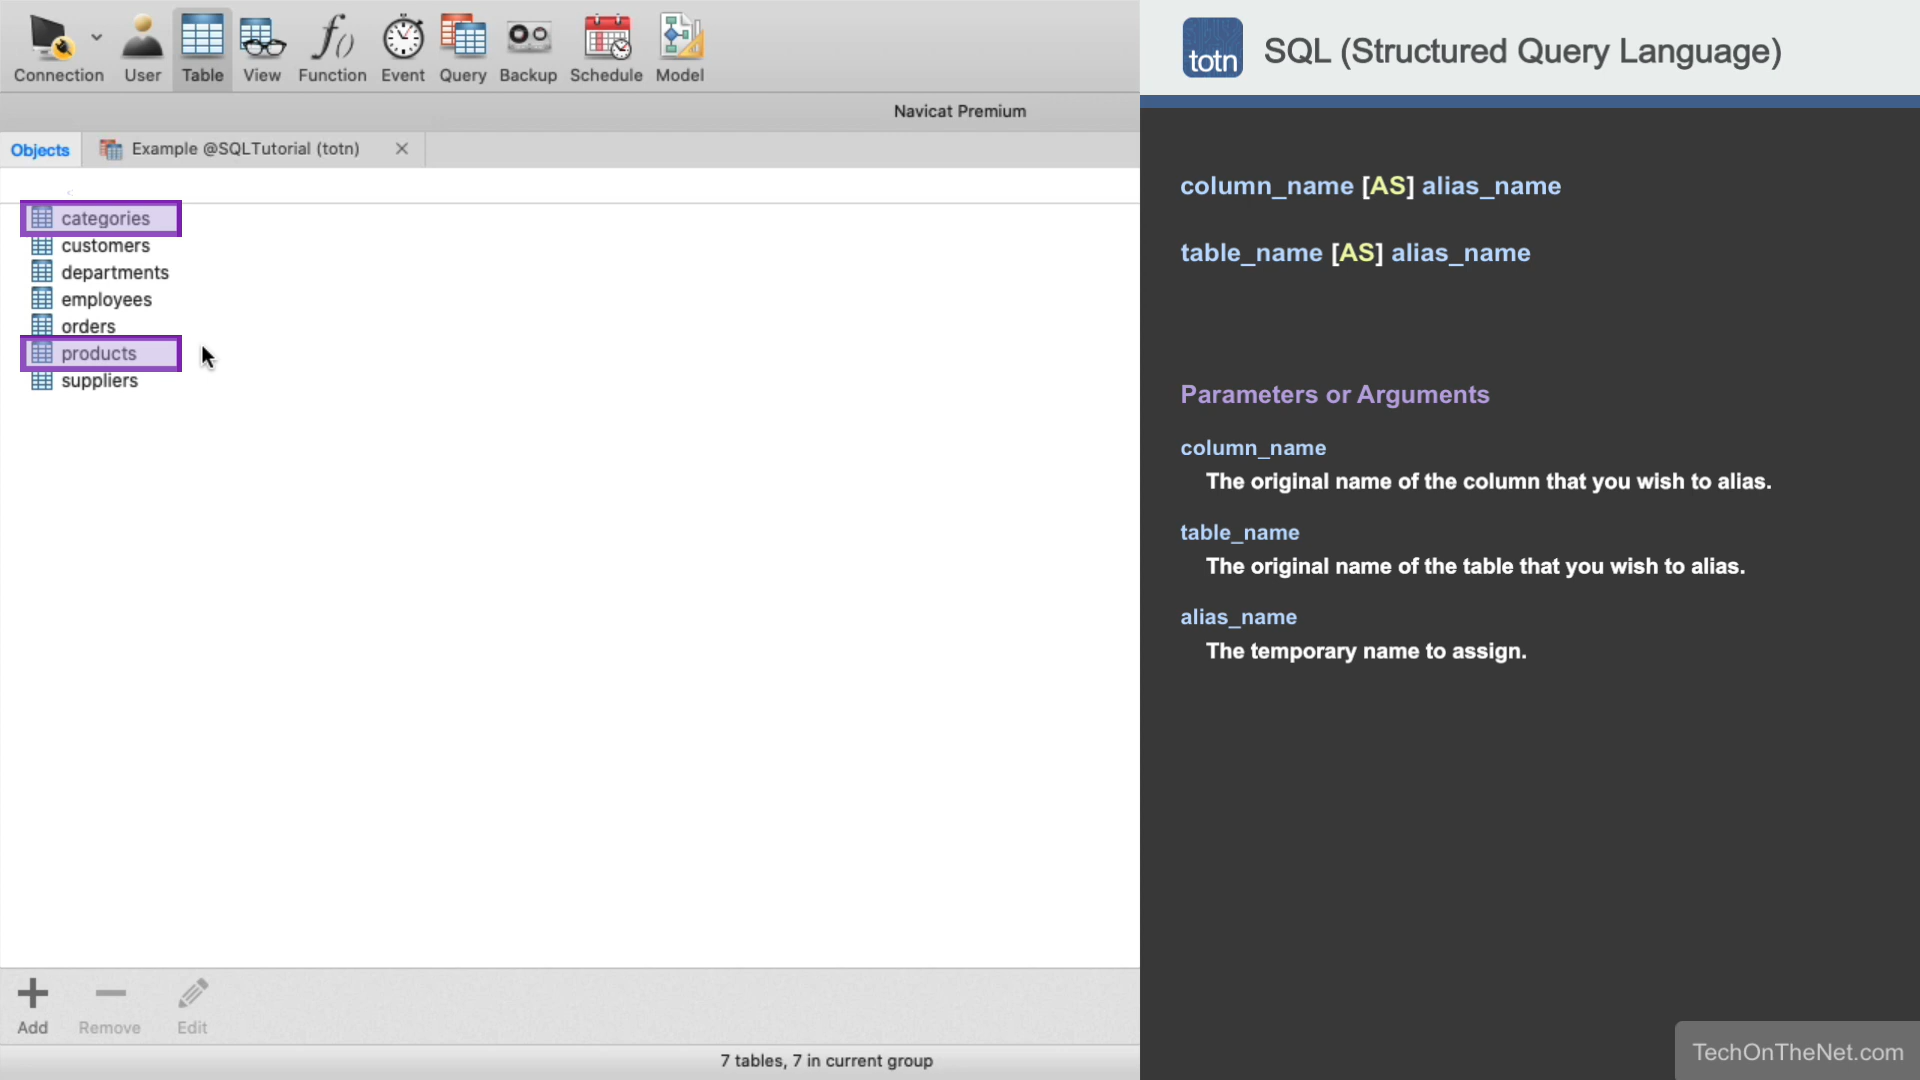 Connection User Table View Function Event Query Backup Schedule Model
Navicat Premium
Objects Example @SQLTutorial (totn)
categories
customers
departments
employees
orders
products
suppliers
Add Remove Edit
7 tables, 7 in current group
totn SQL (Structured Query Language)
column_name [AS] alias_name
table_name [AS] alias_name
Parameters or Arguments
column_name
The original name of the column that you wish to alias.
table_name
The original name of the table that you wish to alias.
alias_name
The temporary name to assign.
TechOnTheNet.com